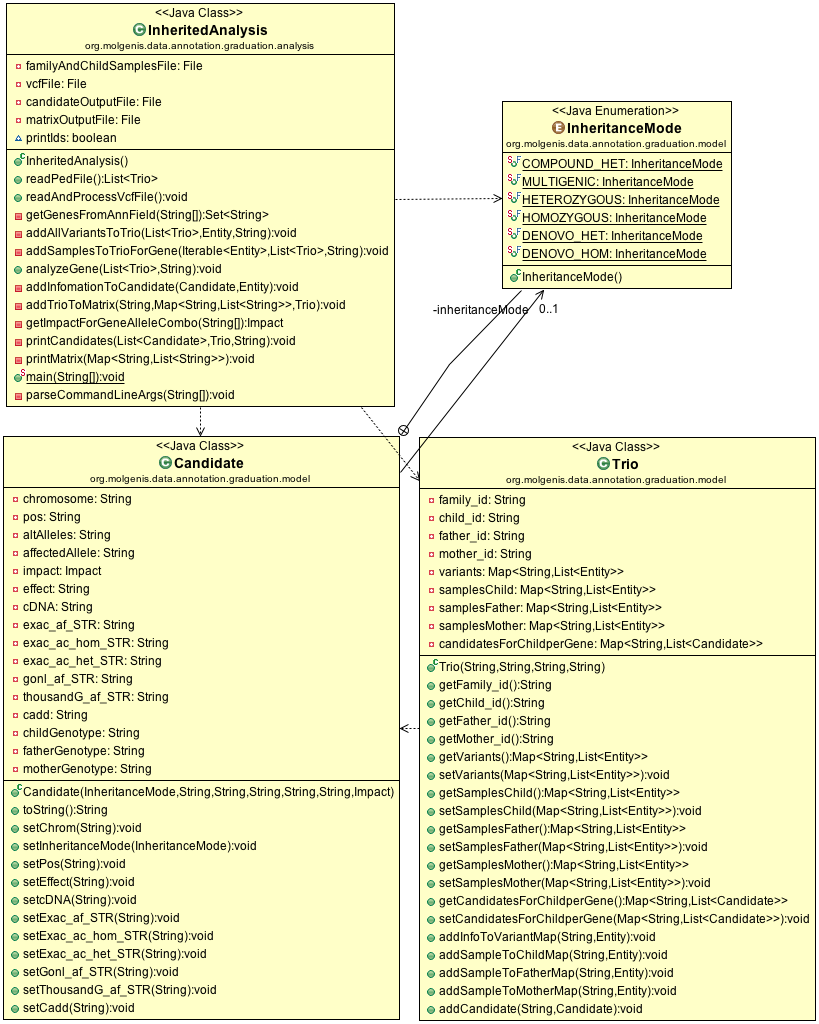 <<Java Class>>
InheritedAnalysis
org.molgenis.data.annotation.graduation.analysis
familyAndChildSamplesFile: File
vcfFile: File
candidateOutputFile: File
matrixOutputFile: File
printIds: boolean
InheritedAnalysis()
readPedFile():List<Trio>
readAndProcessVcfFile():void
getGenesFromAnnField(String[]):Set<String>
addAllVariantsToTrio(List<Trio>,Entity,String):void
addSamplesToTrioForGene(Iterable<Entity>,List<Trio>,String):void
analyzeGene(List<Trio>,String):void
addInfomationToCandidate(Candidate,Entity):void
addTrioToMatrix(String,Map<String,List<String>>,Trio):void
getImpactForGeneAlleleCombo(String[]):Impact
printCandidates(List<Candidate>,Trio,String):void
printMatrix(Map<String,List<String>>):void
main(String[]):void
parseCommandLineArgs(String[]):void
<<Java Enumeration>>
InheritanceMode
org.molgenis.data.annotation.graduation.model
COMPOUND_HET: InheritanceMode
MULTIGENIC: InheritanceMode
HETEROZYGOUS: InheritanceMode
HOMOZYGOUS: InheritanceMode
DENOVO_HET: InheritanceMode
DENOVO_HOM: InheritanceMode
InheritanceMode()
-inheritanceMode 0..1
<<Java Class>>
Candidate
org.molgenis.data.annotation.graduation.model
chromosome: String
pos: String
altAlleles: String
affectedAllele: String
impact: Impact
effect: String
cDNA: String
exac_af_STR: String
exac_ac_hom_STR: String
exac_ac_het_STR: String
gonl_af_STR: String
thousandG_af_STR: String
cadd: String
childGenotype: String
fatherGenotype: String
motherGenotype: String
Candidate(InheritanceMode,String,String,String,String,String,Impact)
toString():String
setChrom(String):void
setInheritanceMode(InheritanceMode):void
setPos(String):void
setEffect(String):void
setcDNA(String):void
setExac_af_STR(String):void
setExac_ac_hom_STR(String):void
setExac_ac_het_STR(String):void
setGonl_af_STR(String):void
setThousandG_af_STR(String):void
setCadd(String):void
<<Java Class>>
Trio
org.molgenis.data.annotation.graduation.model
family_id: String
child_id: String
father_id: String
mother_id: String
variants: Map<String,List<Entity>>
samplesChild: Map<String,List<Entity>>
samplesFather: Map<String,List<Entity>>
samplesMother: Map<String,List<Entity>>
candidatesForChildperGene: Map<String,List<Candidate>>
Trio(String,String,String,String)
getFamily_id():String
getChild_id():String
getFather_id():String
getMother_id():String
getVariants():Map<String,List<Entity>>
setVariants(Map<String,List<Entity>>):void
getSamplesChild():Map<String,List<Entity>>
setSamplesChild(Map<String,List<Entity>>):void
getSamplesFather():Map<String,List<Entity>>
setSamplesFather(Map<String,List<Entity>>):void
getSamplesMother():Map<String,List<Entity>>
setSamplesMother(Map<String,List<Entity>>):void
getCandidatesForChildperGene():Map<String,List<Candidate>>
setCandidatesForChildperGene(Map<String,List<Candidate>>):void
addInfoToVariantMap(String,Entity):void
addSampleToChildMap(String,Entity):void
addSampleToFatherMap(String,Entity):void
addSampleToMotherMap(String,Entity):void
addCandidate(String,Candidate):void